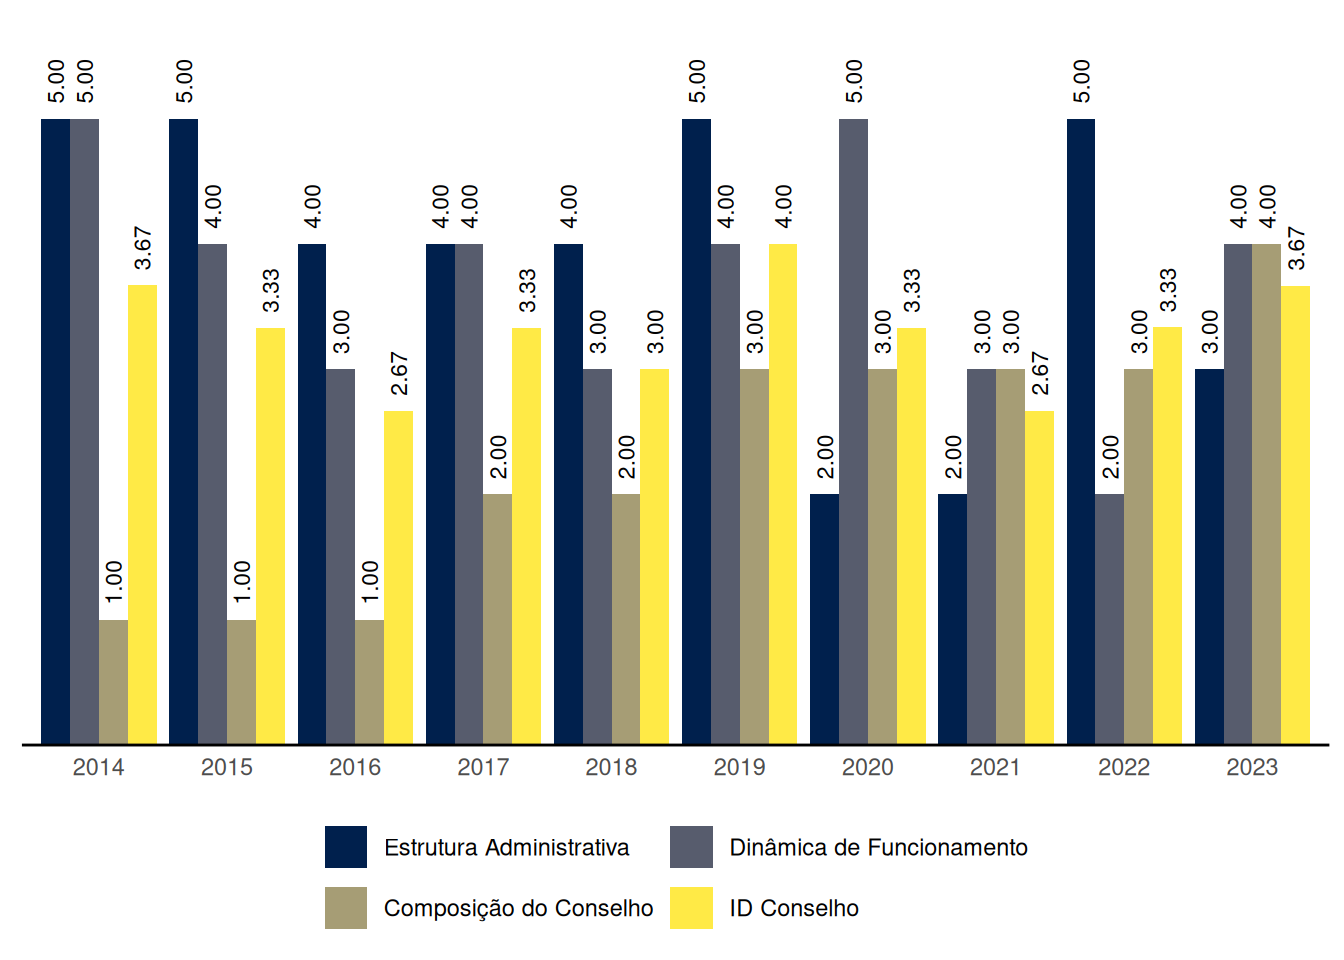 5.00 5.00 1.00 3.67
5.00 4.00 1.00 3.33
4.00 3.00 1.00 2.67
4.00 4.00 2.00 3.33
4.00 3.00 2.00 3.00
5.00 4.00 3.00 4.00
2.00 5.00 3.00 3.33
2.00 3.00 3.00 2.67
5.00 2.00 3.00 3.33
3.00 4.00 4.00 3.67
2014 2015 2016 2017 2018 2019 2020 2021 2022 2023
Estrutura Administrativa Dinâmica de Funcionamento
Composição do Conselho ID Conselho